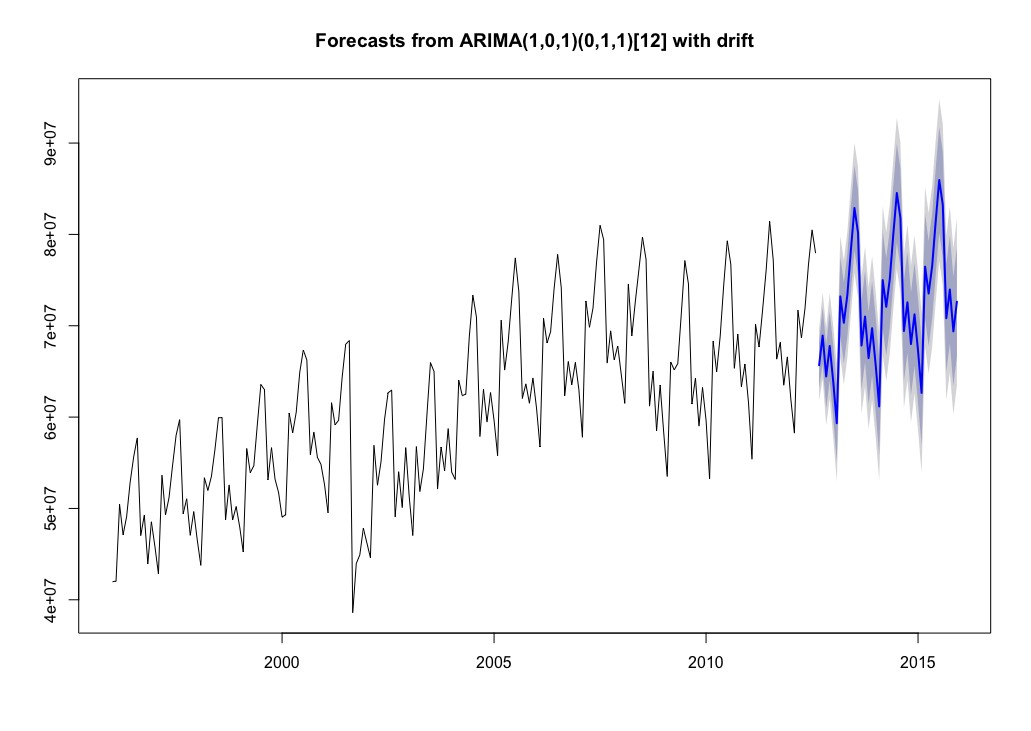 Forecasts from ARIMA(1,0,1)(0,1,1)[12] with drift
9e+07
8e+07
7e+07
6e+07
5e+07
4e+07
2000 2005 2010 2015